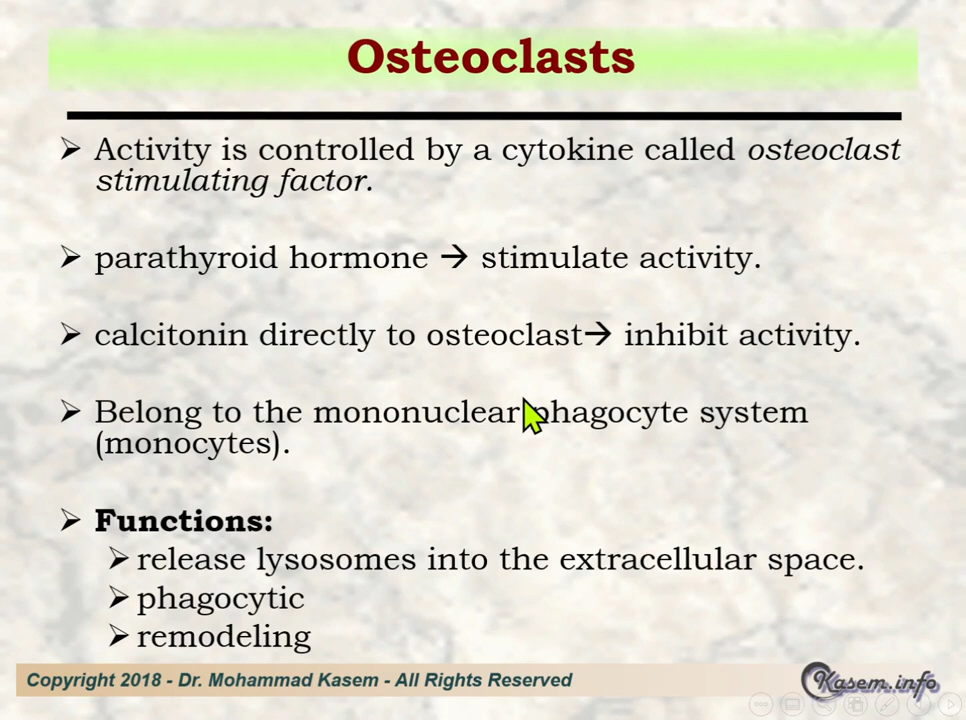 Osteoclasts
➢ Activity is controlled by a cytokine called osteoclast
stimulating factor.
➢ parathyroid hormone → stimulate activity.
➢ calcitonin directly to osteoclast→ inhibit activity.
➢ Belong to the mononuclear phagocyte system
(monocytes).
➢ Functions:
➢ release lysosomes into the extracellular space.
➢ phagocytic
➢ remodeling
Copyright 2018 - Dr. Mohammad Kasem - All Rights Reserved
Kasem.info